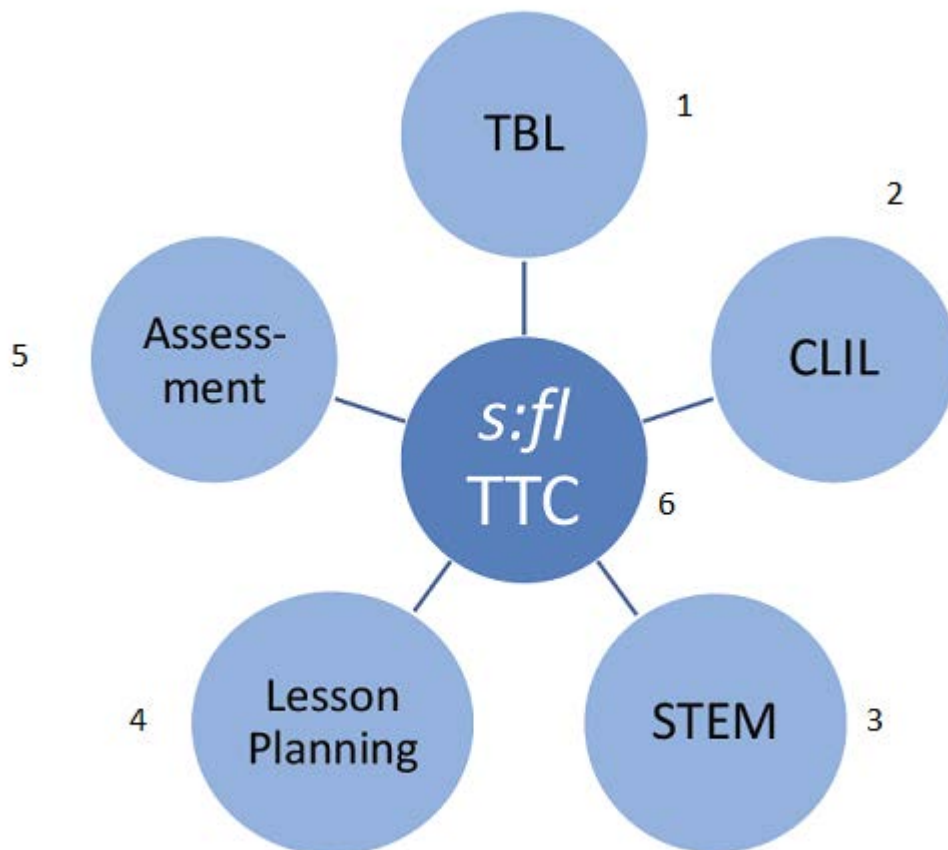 TBL
1
2
CLIL
Assess-
ment
5
s:fl
TTC
6
Lesson
Planning
4
STEM
3